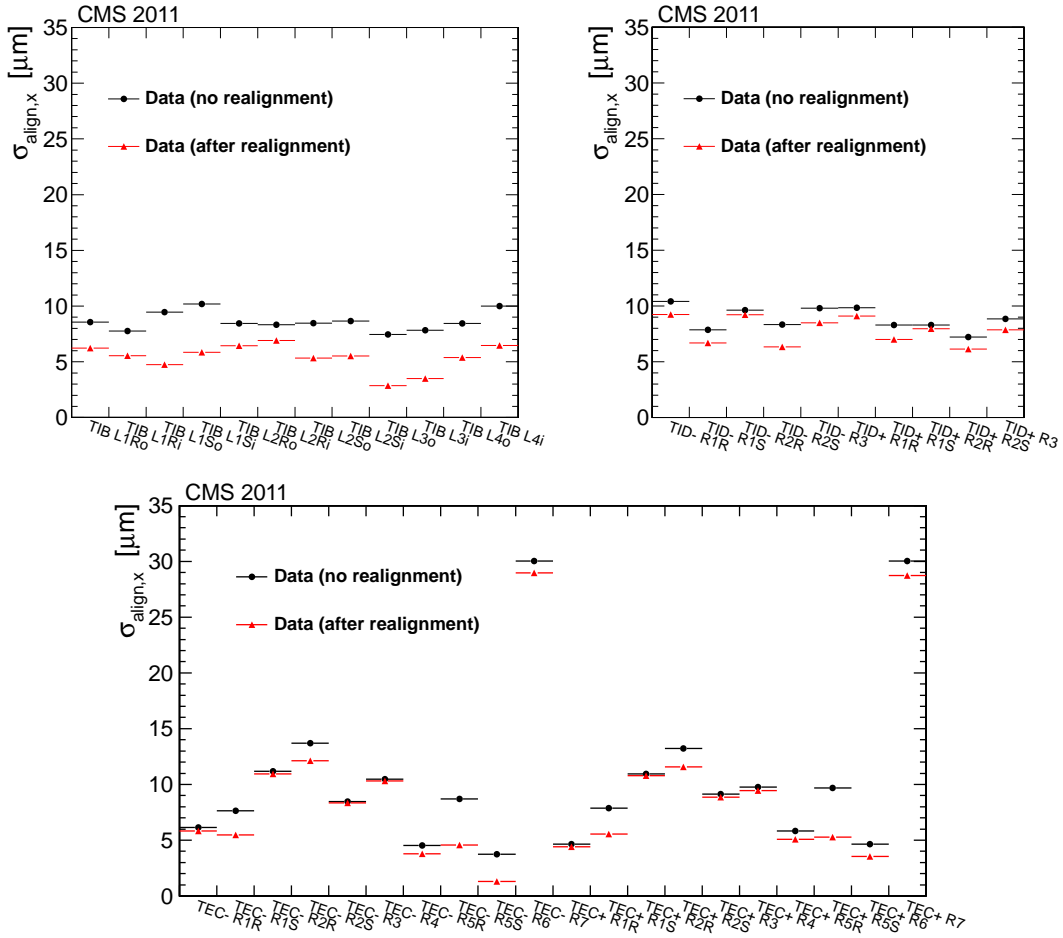 CMS 2011
σalign,x [μm]
35
30
25
20
15
10
5
0
Data (no realignment)
Data (after realignment)
TIB L1Ro
TIB L1Ri
TIB L1So
TIB L1Si
TIB L2Ro
TIB L2Ri
TIB L2So
TIB L2Si
TIB L3o
TIB L3i
TIB L4o
TIB L4i
CMS 2011
σalign,x [μm]
35
30
25
20
15
10
5
0
Data (no realignment)
Data (after realignment)
TID- R1R
TID- R1S
TID- R2R
TID- R2S
TID- R3
TID+ R1R
TID+ R1S
TID+ R2R
TID+ R2S
TID+ R3
CMS 2011
σalign,x [μm]
35
30
25
20
15
10
5
0
Data (no realignment)
Data (after realignment)
TEC- R1R
TEC- R1S
TEC- R2R
TEC- R2S
TEC- R3
TEC- R4
TEC- R5R
TEC- R5S
TEC- R6
TEC- R7
TEC+ R1R
TEC+ R1S
TEC+ R2R
TEC+ R2S
TEC+ R3
TEC+ R4
TEC+ R5R
TEC+ R5S
TEC+ R6
TEC+ R7